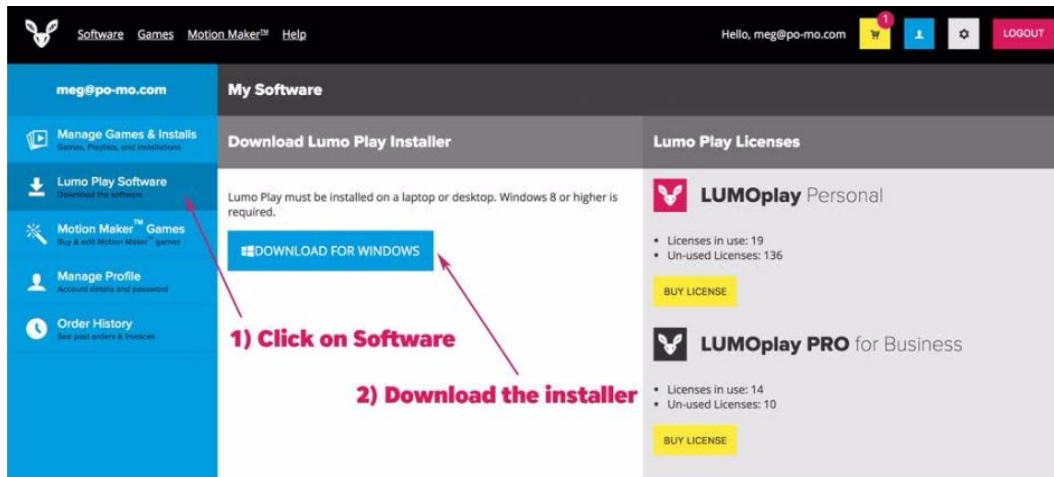 Software Games Motion Maker™ Help
Hello, meg@po-mo.com
1
LOGOUT
meg@po-mo.com
Manage Games & Installs
Games, Playlists, and Installations
Lumo Play Software
Download the software
Motion Maker™ Games
Buy & edit Motion Maker™ games
Manage Profile
Account details and password
Order History
See past orders & invoices
My Software
Download Lumo Play Installer
Lumo Play must be installed on a laptop or desktop. Windows 8 or higher is
required.
DOWNLOAD FOR WINDOWS
1) Click on Software
2) Download the installer
Lumo Play Licenses
LUMOplay Personal
• Licenses in use: 19
• Un-used Licenses: 136
BUY LICENSE
LUMOplay PRO for Business
• Licenses in use: 14
• Un-used Licenses: 10
BUY LICENSE